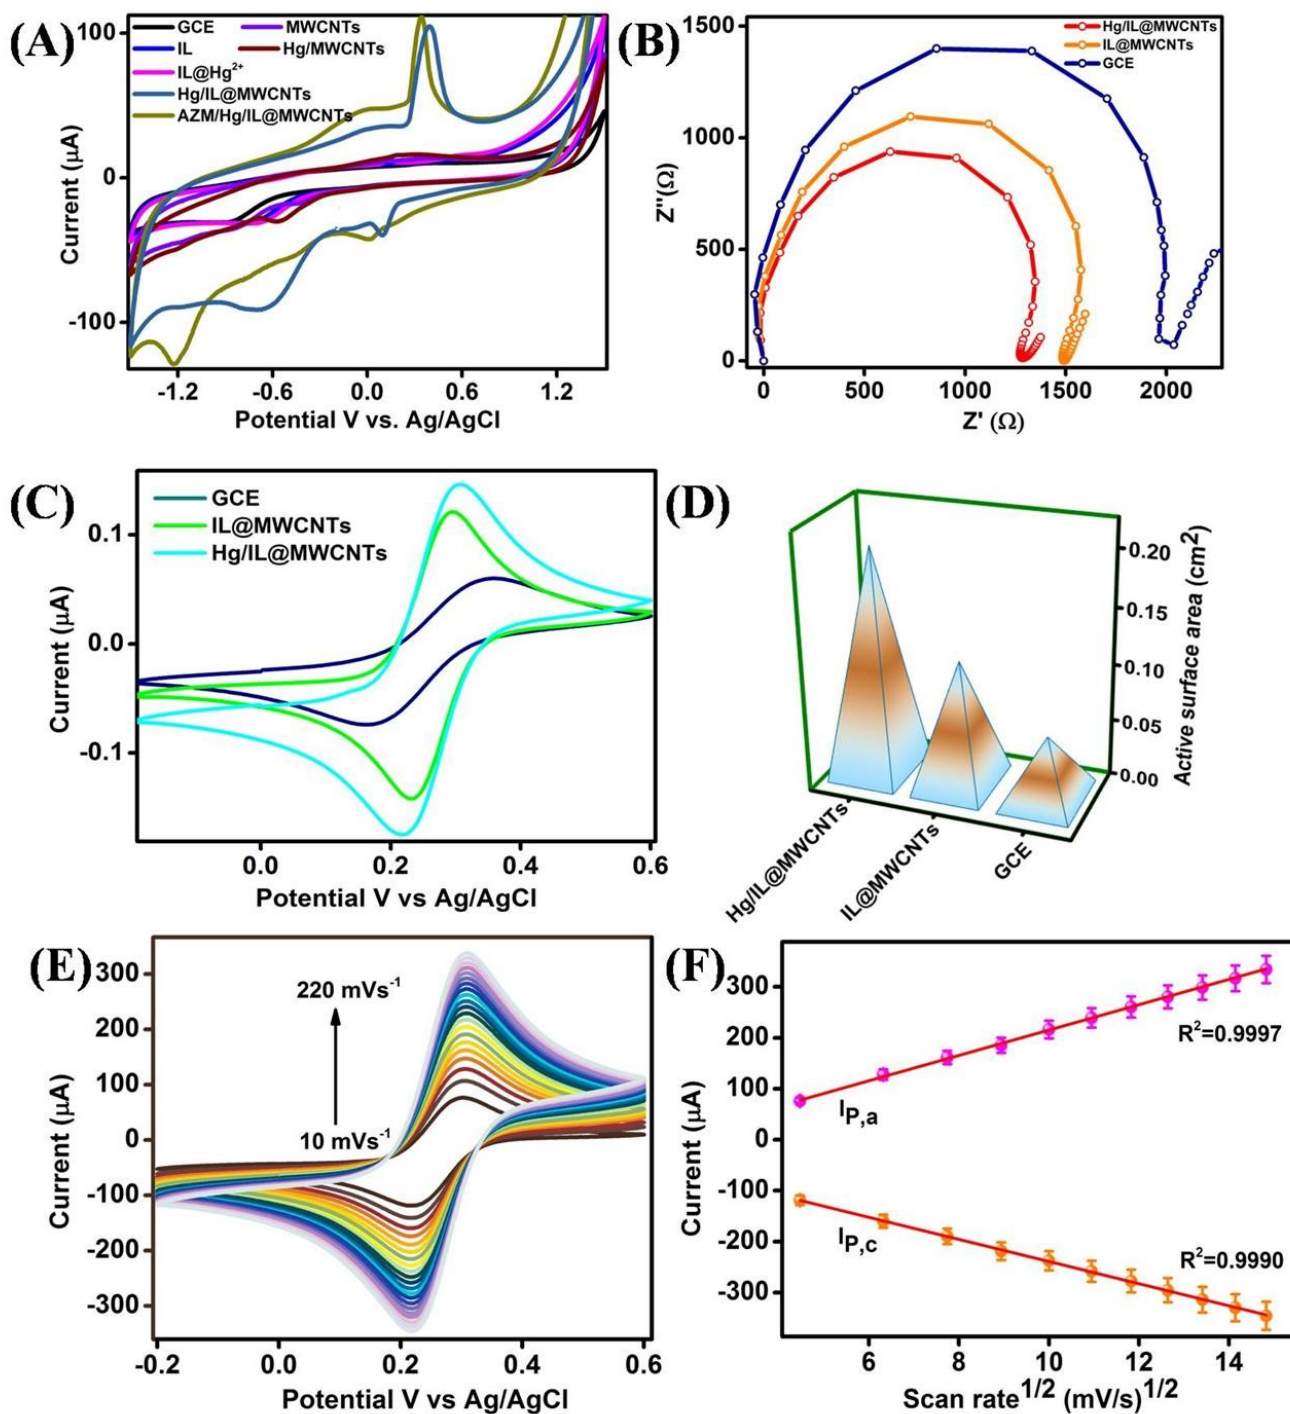 (A)
GCE
MWCNTs
IL
Hg/MWCNTs
IL@Hg²⁺
Hg/IL@MWCNTs
AZM/Hg/IL@MWCNTs
100
0
-100
Current (μA)
-1.2 -0.6 0.0 0.6 1.2
Potential V vs. Ag/AgCl
(B)
Hg/IL@MWCNTs
IL@MWCNTs
GCE
1500
1000
500
0
Z"(Ω)
0 500 1000 1500 2000
Z' (Ω)
(C)
GCE
IL@MWCNTs
Hg/IL@MWCNTs
0.1
0.0
-0.1
Current (μA)
0.0 0.2 0.4 0.6
Potential V vs Ag/AgCl
(D)
0.20
0.15
0.10
0.05
0.00
Active surface area (cm²)
Hg/IL@MWCNTs
IL@MWCNTs
GCE
(E)
220 mVs⁻¹
10 mVs⁻¹
300
200
100
0
-100
-200
-300
Current (μA)
-0.2 0.0 0.2 0.4 0.6
Potential V vs Ag/AgCl
(F)
300
200
100
0
-100
-200
-300
Current (μA)
R²=0.9997
I_P,a
I_P,c
R²=0.9990
6 8 10 12 14
Scan rate^1/2 (mV/s)^1/2